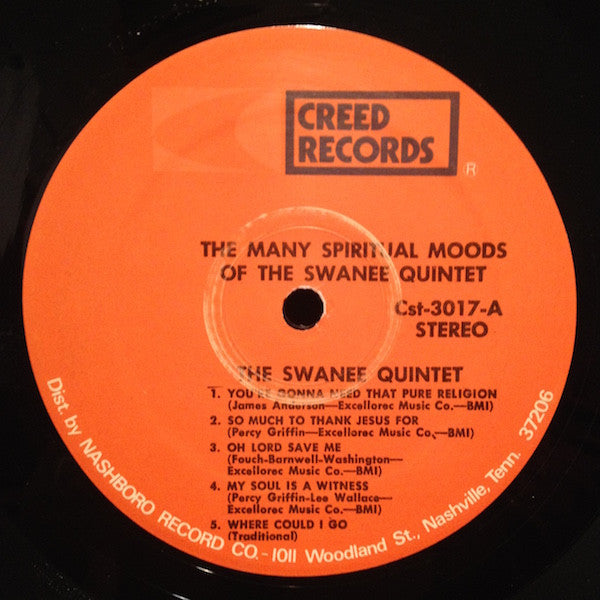 CREED
RECORDS
®
THE MANY SPIRITUAL MOODS
OF THE SWANEE QUINTET
Cst-3017-A
STEREO
THE SWANEE QUINTET
1. YOU'RE GONNA NEED THAT PURE RELIGION
(James Anderson—Excellorec Music Co.—BMI)
2. SO MUCH TO THANK JESUS FOR
(Percy Griffin—Excellorec Music Co.—BMI)
3. OH LORD SAVE ME
(Fouch-Barnwell-Washington—
Excellorec Music Co.—BMI)
4. MY SOUL IS A WITNESS
(Percy Griffin-Lee Wallace—
Excellorec Music Co.—BMI)
5. WHERE COULD I GO
(Traditional)
Dist. by NASHBORO RECORD CO. - 1011 Woodland St., Nashville, Tenn. 37206